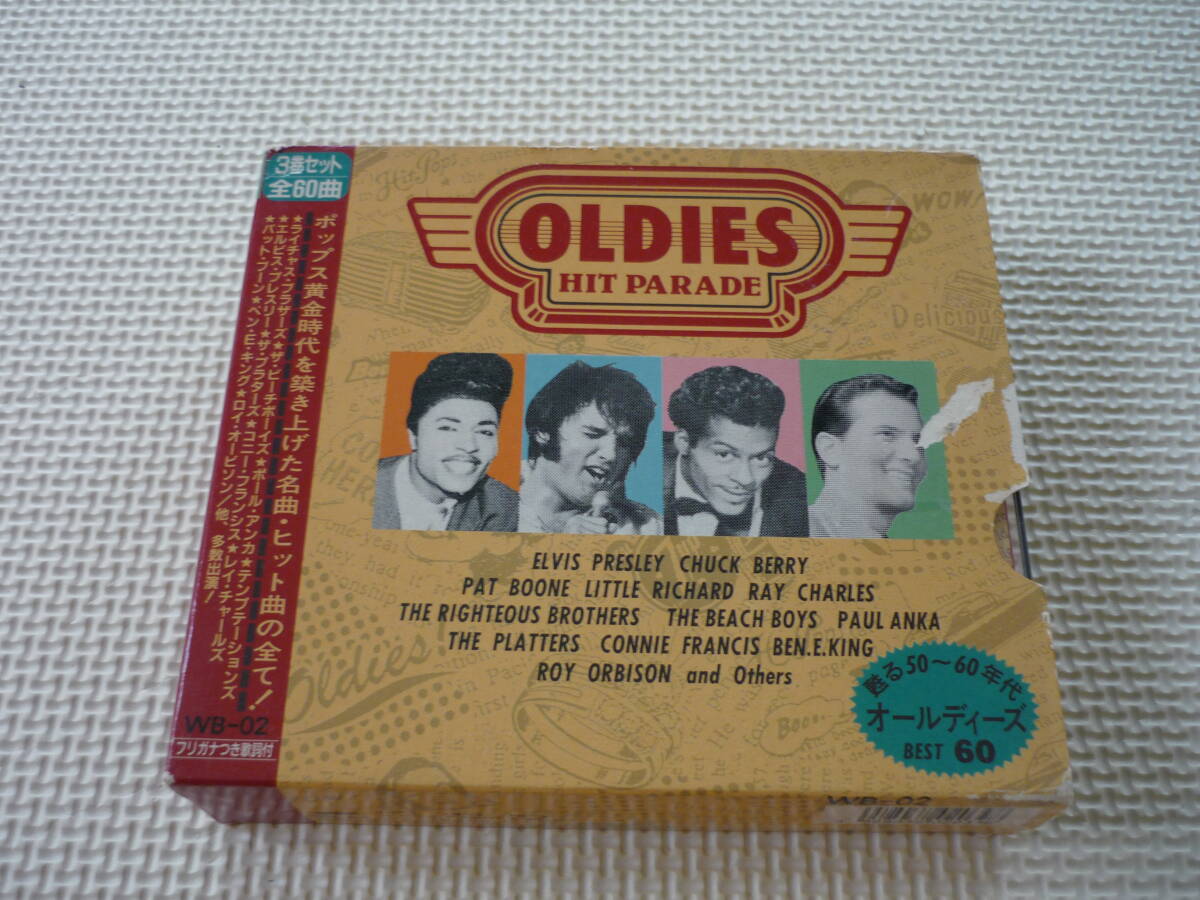 3巻セット
全60曲
ポップス黄金時代を築き上げた名曲・ヒット曲の全て!
★ライチャス・ブラザーズ★ザ・ビーチボーイズ★ポール・アンカ★テンプテーションズ
★エルビス・プレスリー★ザ・プラターズ★コニー・フランシス★レイ・チャールズ
★パット・ブーン★ベン・E・キング★ロイ・オービソン/他、多数出演!
WB-02
フリガナつき歌詞付
Hit Pops
WOW!
OLDIES
HIT PARADE
Delicious
ELVIS PRESLEY CHUCK BERRY
PAT BOONE LITTLE RICHARD RAY CHARLES
THE RIGHTEOUS BROTHERS THE BEACH BOYS PAUL ANKA
THE PLATTERS CONNIE FRANCIS BEN.E.KING
ROY ORBISON and Others
Oldies!
甦る50〜60年代
オールディーズ
BEST 60
Booo
WB-02